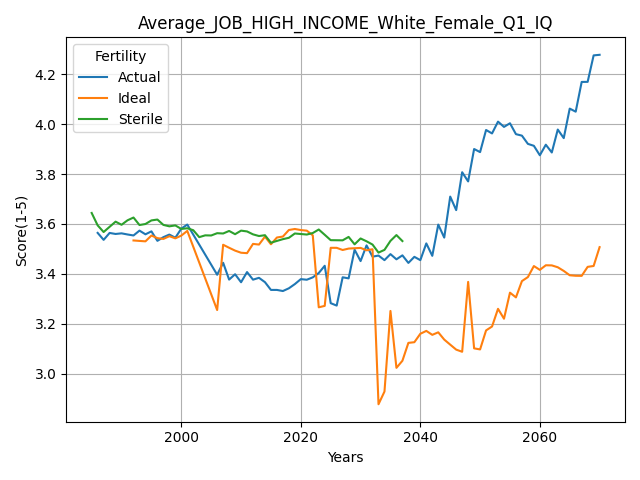 Average_JOB_HIGH_INCOME_White_Female_Q1_IQ
Fertility
Actual
Ideal
Sterile
Score(1-5)
4.2
4.0
3.8
3.6
3.4
3.2
3.0
2000
2020
2040
2060
Years